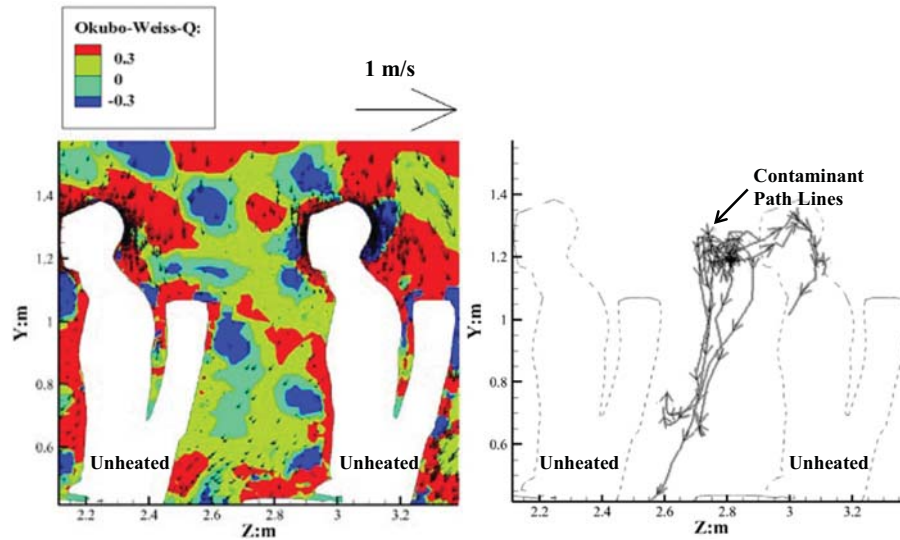 Okubo-Weiss-Q:
0.3
0
-0.3
1 m/s
Contaminant
Path Lines
1.4
1.2
1
0.8
0.6
Y:m
Unheated
Unheated
2.2
2.4
2.6
2.8
3
3.2
Z:m
1.4
1.2
1
0.8
0.6
Y:m
Unheated
Unheated
2.2
2.4
2.6
2.8
3
3.2
Z:m